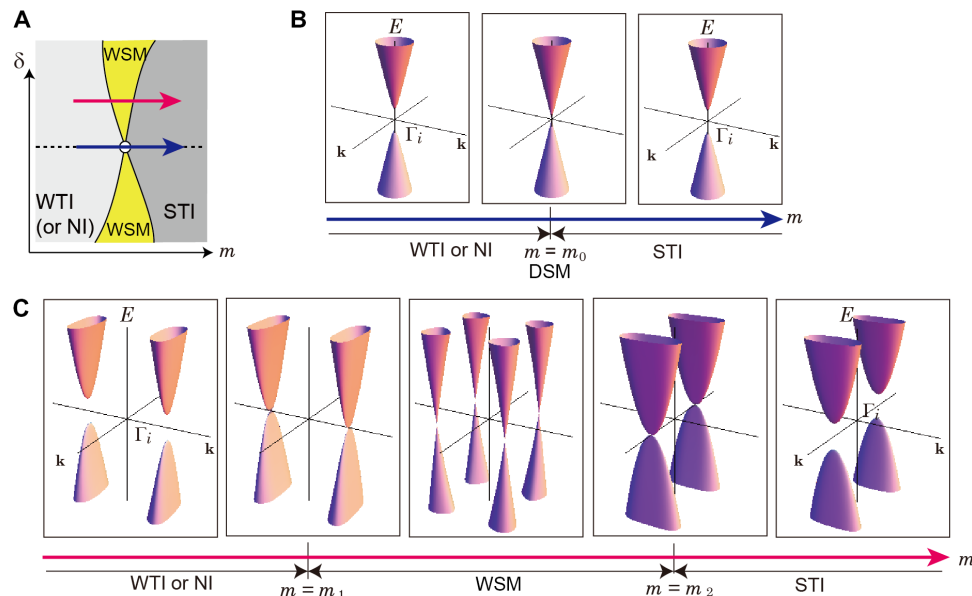 A
δ
WSM
WTI
(or NI)
STI
WSM
m
B
E
Γi
k
k
Γi
k
k
m
WTI or NI
m = m0
STI
DSM
C
E
Γi
k
k
E
Γi
k
k
m
WTI or NI
m = m1
WSM
m = m2
STI